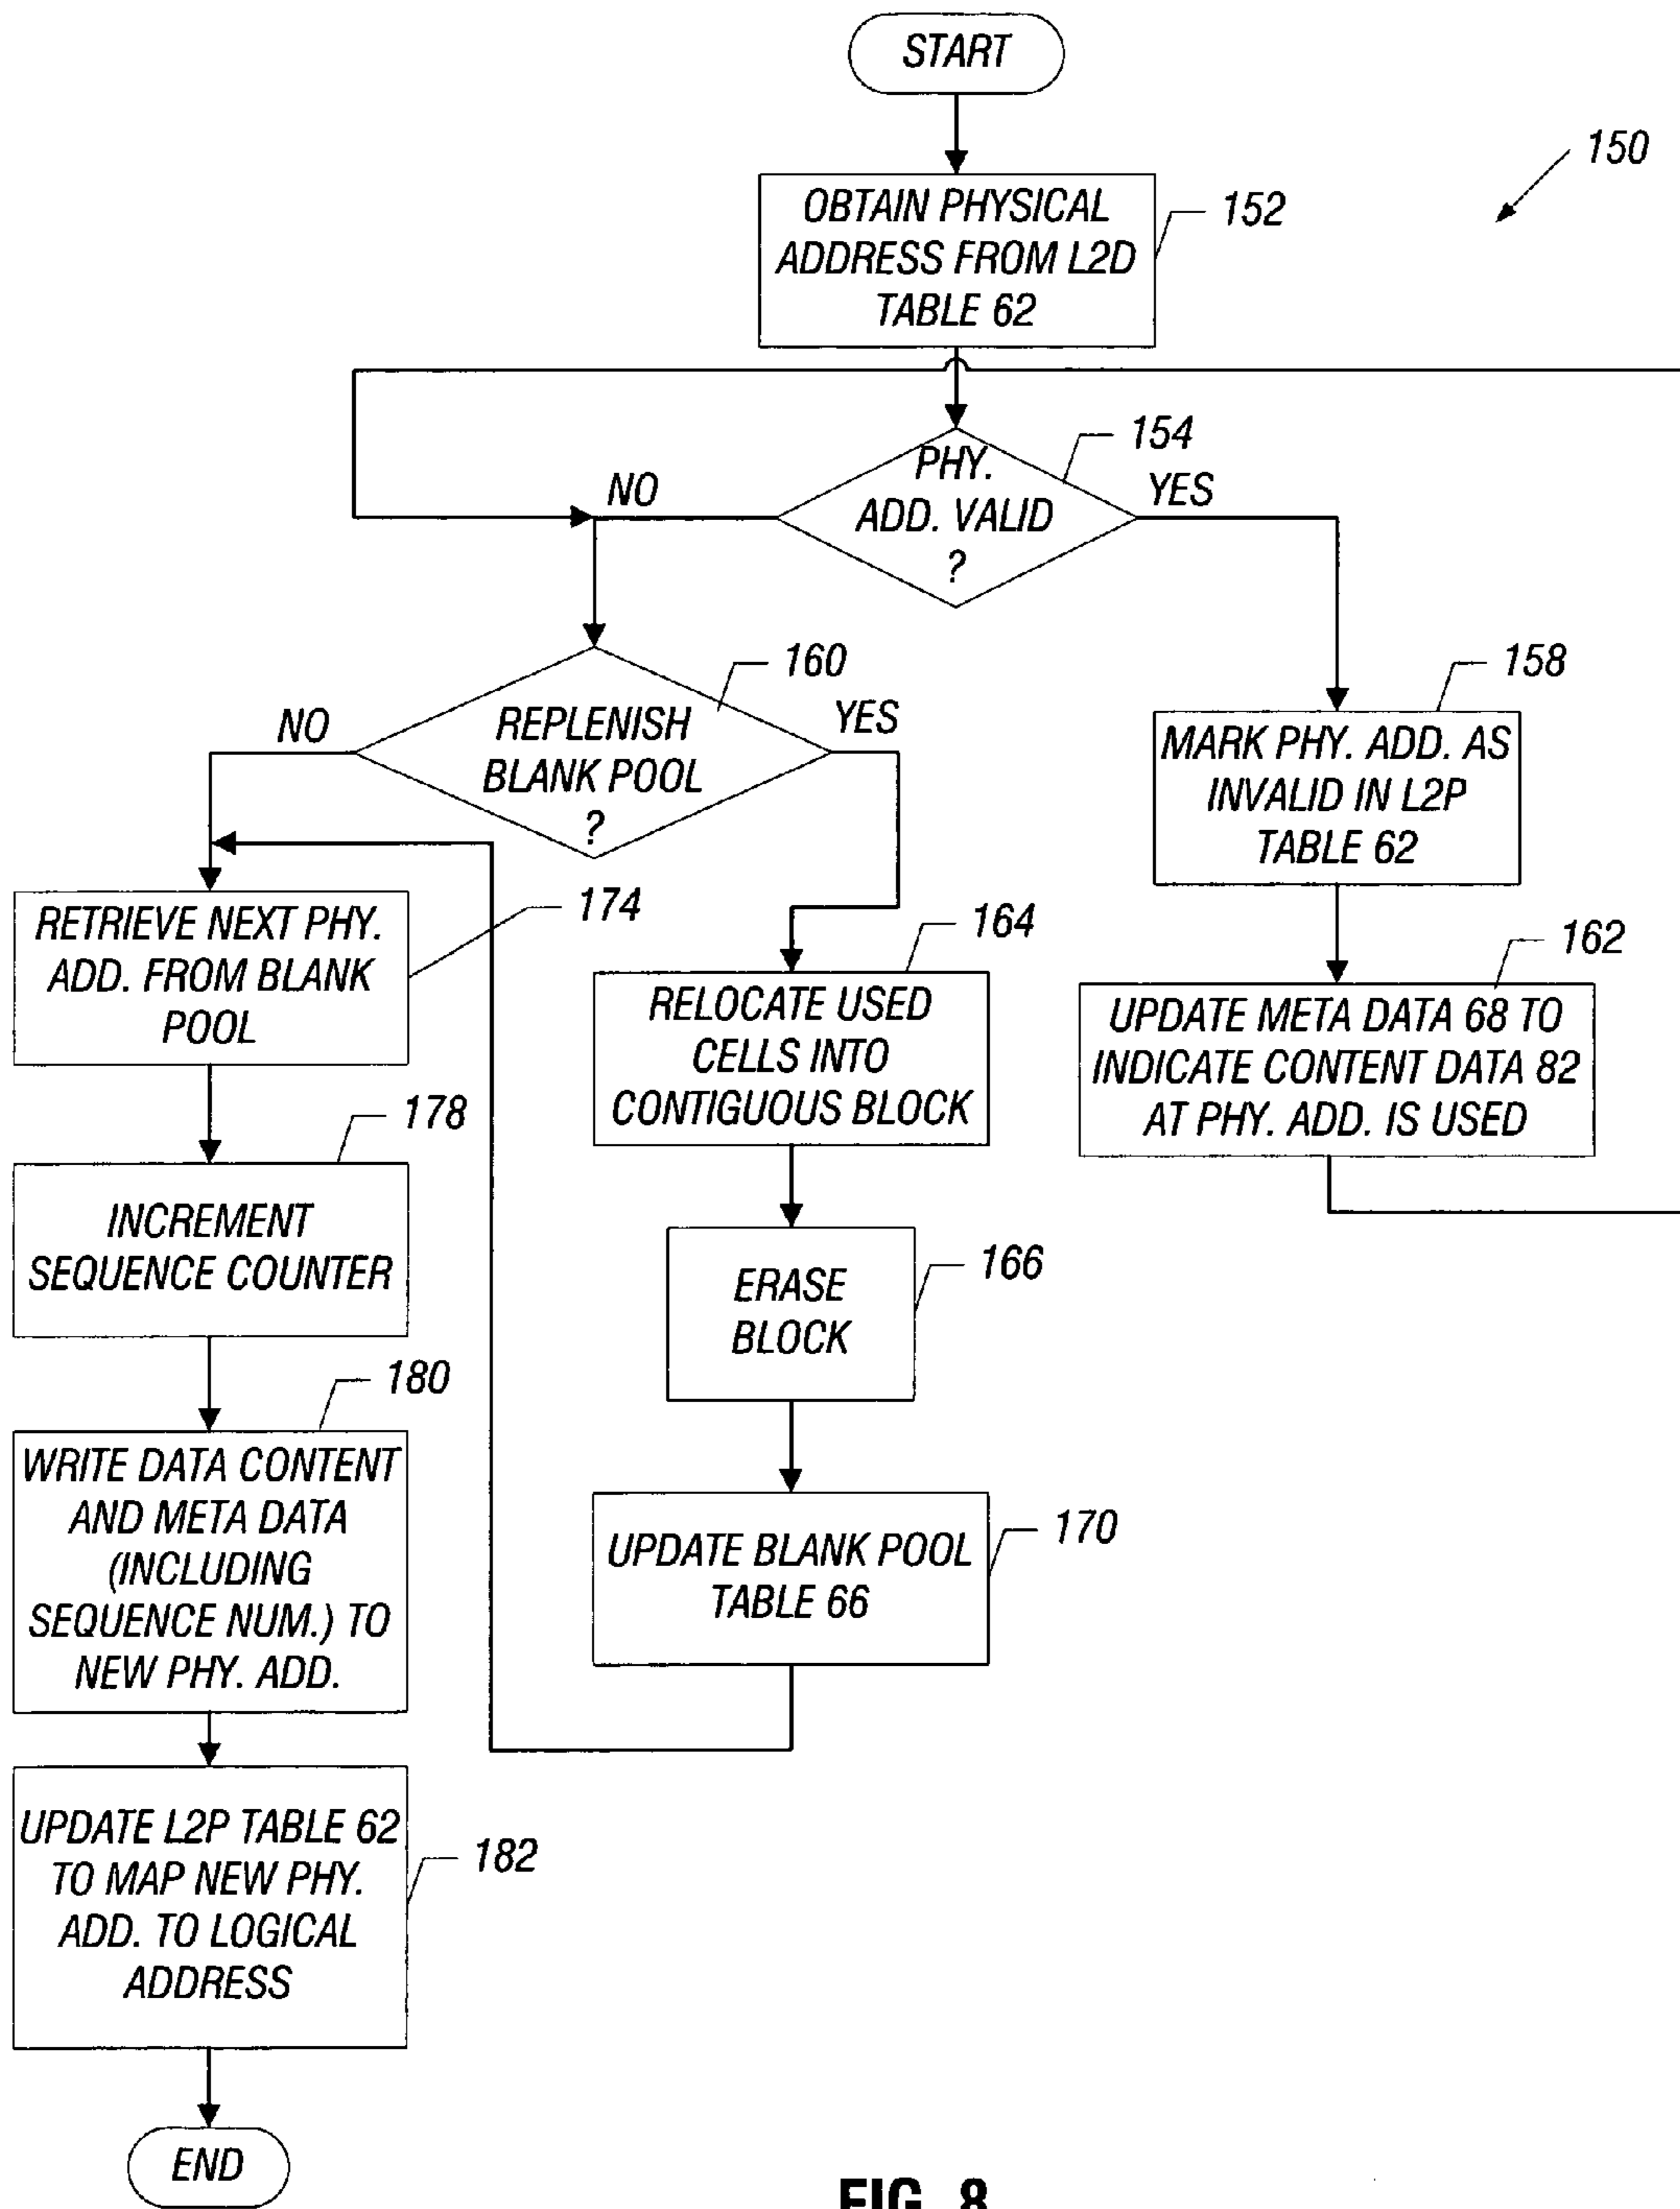 START
150
OBTAIN PHYSICAL
ADDRESS FROM L2D
TABLE 62
152
PHY.
ADD. VALID
?
154
NO
YES
REPLENISH
BLANK POOL
?
160
NO
YES
MARK PHY. ADD. AS
INVALID IN L2P
TABLE 62
158
RETRIEVE NEXT PHY.
ADD. FROM BLANK
POOL
174
RELOCATE USED
CELLS INTO
CONTIGUOUS BLOCK
164
UPDATE META DATA 68 TO
INDICATE CONTENT DATA 82
AT PHY. ADD. IS USED
162
INCREMENT
SEQUENCE COUNTER
178
ERASE
BLOCK
166
WRITE DATA CONTENT
AND META DATA
(INCLUDING
SEQUENCE NUM.) TO
NEW PHY. ADD.
180
UPDATE BLANK POOL
TABLE 66
170
UPDATE L2P TABLE 62
TO MAP NEW PHY.
ADD. TO LOGICAL
ADDRESS
182
END
FIG. 8